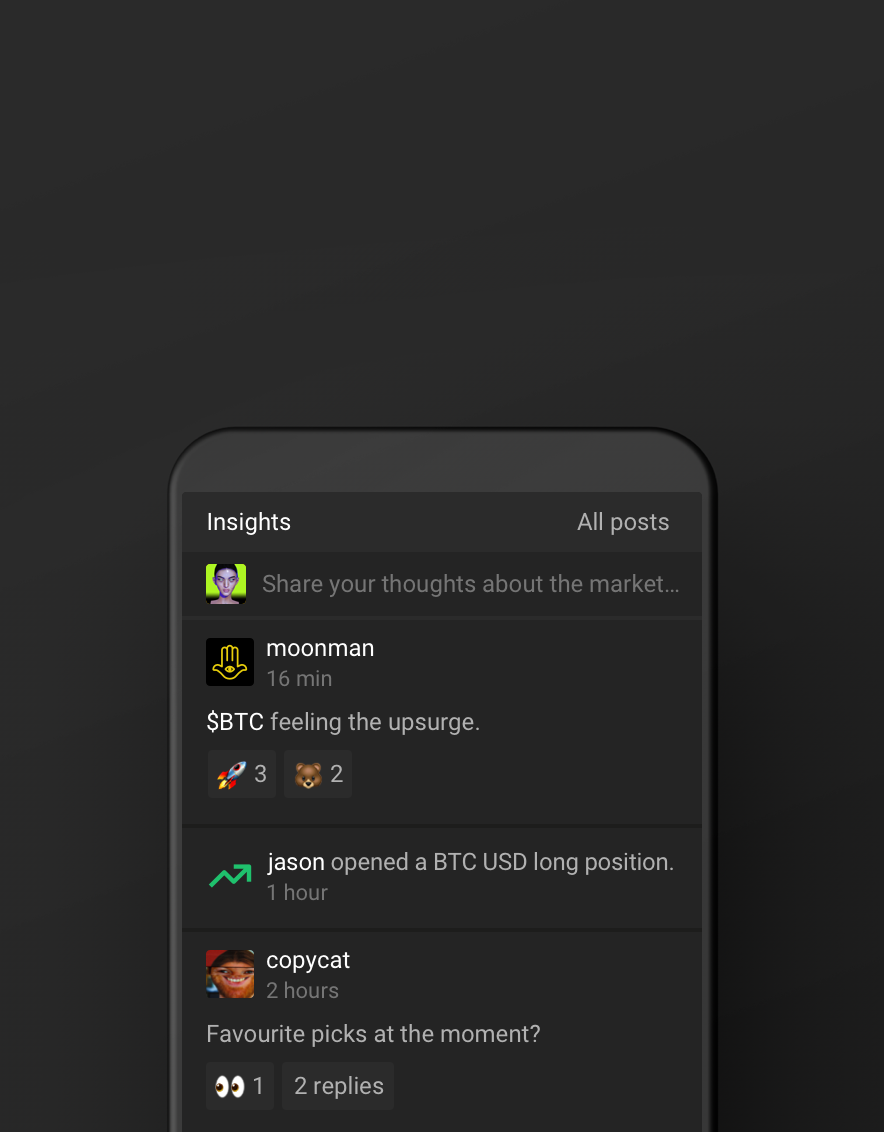 Insights
All posts
Share your thoughts about the market...
moonman
16 min
$BTC feeling the upsurge.
3
2
jason opened a BTC USD long position.
1 hour
copycat
2 hours
Favourite picks at the moment?
1
2 replies